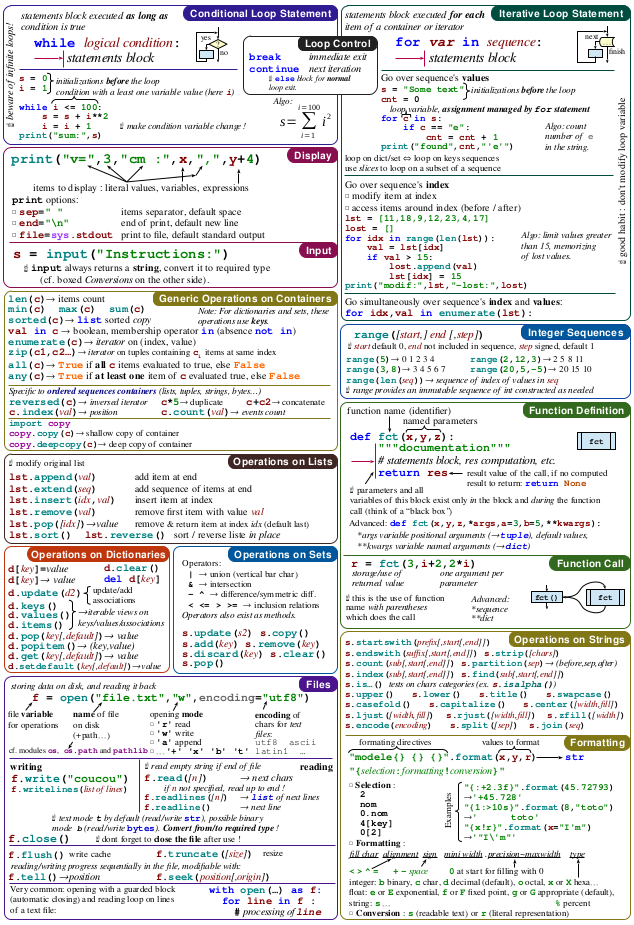 statements block executed as long as
condition is true
Conditional Loop Statement
while logical condition:
statements block
yes
?
no
☝ beware of infinite loops!
s = 0
i = 1
initializations before the loop
condition with a least one variable value (here i)
while i <= 100:
s = s + i**2
i = i + 1
print("sum:",s)
☝ make condition variable change !
Algo:
i=100
s= ∑ i²
i=1
Loop Control
break immediate exit
continue next iteration
☝ else block for normal
loop exit.
statements block executed for each
item of a container or iterator
Iterative Loop Statement
for var in sequence:
statements block
next
…
finish
Go over sequence's values
s = "Some text"
cnt = 0
initializations before the loop
loop variable, assignment managed by for statement
for c in s:
if c == "e":
cnt = cnt + 1
print("found",cnt,"'e'")
Algo: count
number of e
in the string.
loop on dict/set ⇔ loop on keys sequences
use slices to loop on a subset of a sequence
Go over sequence's index
▫ modify item at index
▫ access items around index (before / after)
lst = [11,18,9,12,23,4,17]
lost = []
for idx in range(len(lst)):
val = lst[idx]
if val > 15:
lost.append(val)
lst[idx] = 15
print("modif:",lst,"-lost:",lost)
Algo: limit values greater
than 15, memorizing
of lost values.
Go simultaneously over sequence's index and values:
for idx,val in enumerate(lst):
☝ good habit : don't modify loop variable
print("v=",3,"cm :",x,",",y+4)
Display
items to display : literal values, variables, expressions
print options:
▫ sep=" " items separator, default space
▫ end="\n" end of print, default new line
▫ file=sys.stdout print to file, default standard output
s = input("Instructions:")
Input
☝ input always returns a string, convert it to required type
(cf. boxed Conversions on the other side).
Generic Operations on Containers
len(c)→ items count
min(c) max(c) sum(c)
sorted(c)→ list sorted copy
Note: For dictionaries and sets, these
operations use keys.
val in c → boolean, membership operator in (absence not in)
enumerate(c)→ iterator on (index, value)
zip(c1,c2…)→ iterator on tuples containing cᵢ items at same index
all(c)→ True if all c items evaluated to true, else False
any(c)→ True if at least one item of c evaluated true, else False
Specific to ordered sequences containers (lists, tuples, strings, bytes…)
reversed(c)→ inversed iterator c*5→ duplicate c+c2→ concatenate
c.index(val)→ position c.count(val)→ events count
import copy
copy.copy(c)→ shallow copy of container
copy.deepcopy(c)→ deep copy of container
Integer Sequences
range([start,] end [,step])
☝ start default 0, end not included in sequence, step signed, default 1
range(5)→ 0 1 2 3 4 range(2,12,3)→ 2 5 8 11
range(3,8)→ 3 4 5 6 7 range(20,5,-5)→ 20 15 10
range(len(seq))→ sequence of index of values in seq
☝ range provides an immutable sequence of int constructed as needed
Operations on Lists
☝ modify original list
lst.append(val) add item at end
lst.extend(seq) add sequence of items at end
lst.insert(idx,val) insert item at index
lst.remove(val) remove first item with value val
lst.pop([idx])→value remove & return item at index idx (default last)
lst.sort() lst.reverse() sort / reverse liste in place
Function Definition
function name (identifier)
named parameters
def fct(x,y,z):
"""documentation"""
# statements block, res computation, etc.
return res
fct
result value of the call, if no computed
result to return: return None
☝ parameters and all
variables of this block exist only in the block and during the function
call (think of a "black box")
Advanced: def fct(x,y,z,*args,a=3,b=5,**kwargs):
*args variable positional arguments (→tuple), default values,
**kwargs variable named arguments (→dict)
Function Call
r = fct(3,i+2,2*i)
storage/use of
returned value
one argument per
parameter
☝ this is the use of function
name with parentheses
which does the call
Advanced:
*sequence
**dict
fct()
fct
Operations on Dictionaries
d[key]=value d.clear()
d[key]→ value del d[key]
d.update(d2) update/add
associations
d.keys()
d.values()
d.items()
→iterable views on
keys/values/associations
d.pop(key[,default])→ value
d.popitem()→ (key,value)
d.get(key[,default])→ value
d.setdefault(key[,default])→value
Operations on Sets
Operators:
| → union (vertical bar char)
& → intersection
- ^ → difference/symmetric diff.
< <= > >= → inclusion relations
Operators also exist as methods.
s.update(s2) s.copy()
s.add(key) s.remove(key)
s.discard(key) s.clear()
s.pop()
Files
storing data on disk, and reading it back
f = open("file.txt","w",encoding="utf8")
file variable
for operations
name of file
on disk
(+path…)
opening mode
▫ 'r' read
▫ 'w' write
▫ 'a' append
▫ …'+' 'x' 'b' 't'
encoding of
chars for text
files:
utf8 ascii
latin1 …
cf. modules os, os.path and pathlib
writing
f.write("coucou")
f.writelines(list of lines)
☝ read empty string if end of file reading
f.read([n]) → next chars
if n not specified, read up to end !
f.readlines([n]) → list of next lines
f.readline() → next line
☝ text mode t by default (read/write str), possible binary
mode b (read/write bytes). Convert from/to required type !
f.close() ☝ dont forget to close the file after use !
f.flush() write cache f.truncate([size]) resize
reading/writing progress sequentially in the file, modifiable with:
f.tell()→position f.seek(position[,origin])
Very common: opening with a guarded block
(automatic closing) and reading loop on lines
of a text file:
with open(…) as f:
for line in f :
# processing of line
Operations on Strings
s.startswith(prefix[,start[,end]])
s.endswith(suffix[,start[,end]]) s.strip([chars])
s.count(sub[,start[,end]]) s.partition(sep)→ (before,sep,after)
s.index(sub[,start[,end]]) s.find(sub[,start[,end]])
s.is…() tests on chars categories (ex. s.isalpha())
s.upper() s.lower() s.title() s.swapcase()
s.casefold() s.capitalize() s.center([width,fill])
s.ljust([width,fill]) s.rjust([width,fill]) s.zfill([width])
s.encode(encoding) s.split([sep]) s.join(seq)
Formatting
formatting directives values to format
"modele{} {} {}".format(x,y,r) str
"{selection:formatting!conversion}"
▫ Selection :
2
nom
0.nom
4[key]
0[2]
Examples
"{:+2.3f}".format(45.72793)
→'+45.728'
"{1:>10s}".format(8,"toto")
→' toto'
"{x!r}".format(x="I'm")
→'"I\'m"'
▫ Formatting :
fill char alignment sign mini width.precision~maxwidth type
< > ^ = + - space 0 at start for filling with 0
integer: b binary, c char, d decimal (default), o octal, x or X hexa…
float: e or E exponential, f or F fixed point, g or G appropriate (default),
string: s … % percent
▫ Conversion : s (readable text) or r (literal representation)